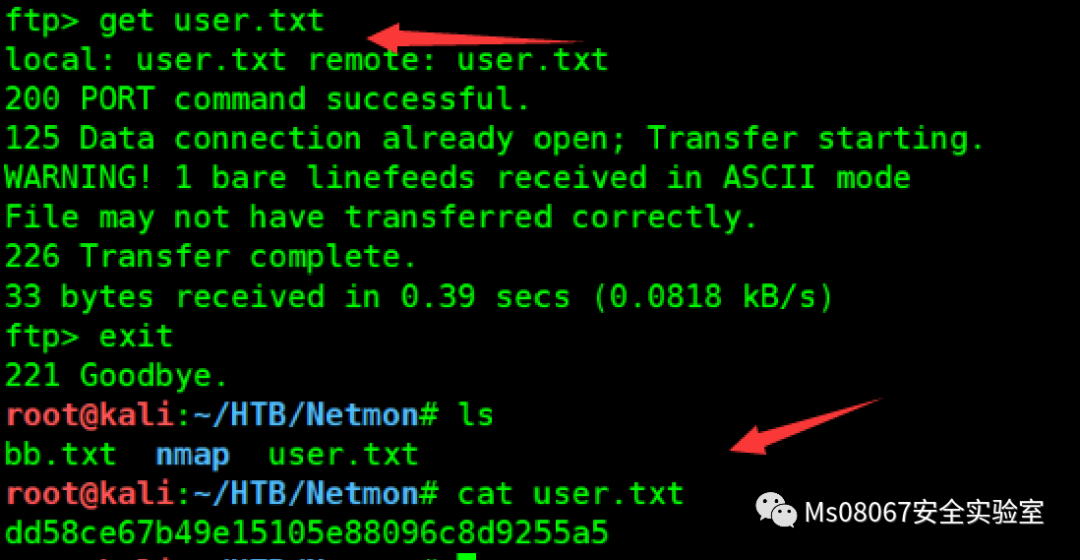 ftp> get user.txt
local: user.txt remote: user.txt
200 PORT command successful.
125 Data connection already open; Transfer starting.
WARNING! 1 bare linefeeds received in ASCII mode
File may not have transferred correctly.
226 Transfer complete.
33 bytes received in 0.39 secs (0.0818 kB/s)
ftp> exit
221 Goodbye.
root@kali:~/HTB/Netmon# ls
bb.txt  nmap  user.txt
root@kali:~/HTB/Netmon# cat user.txt
Ms08067安全实验室
dd58ce67b49e15105e88096c8d9255a5